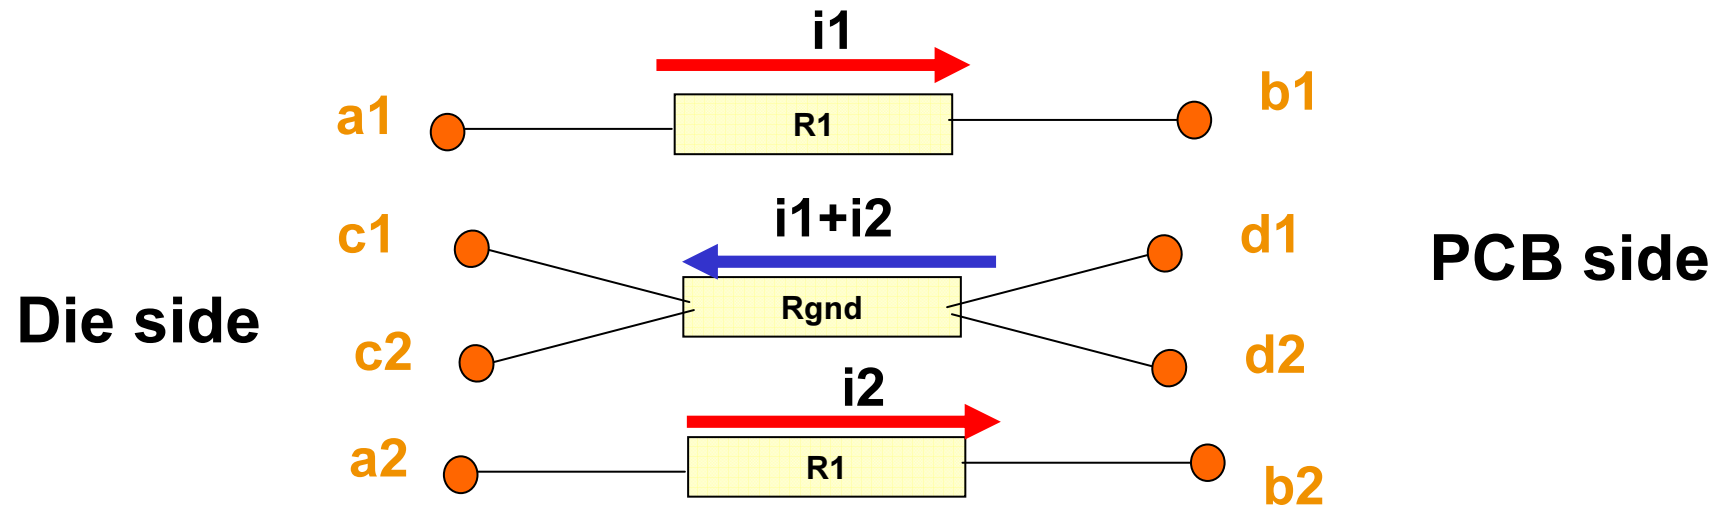 i1
a1
R1
b1
c1
i1+i2
d1
PCB side
Die side
Rgnd
c2
d2
i2
a2
R1
b2